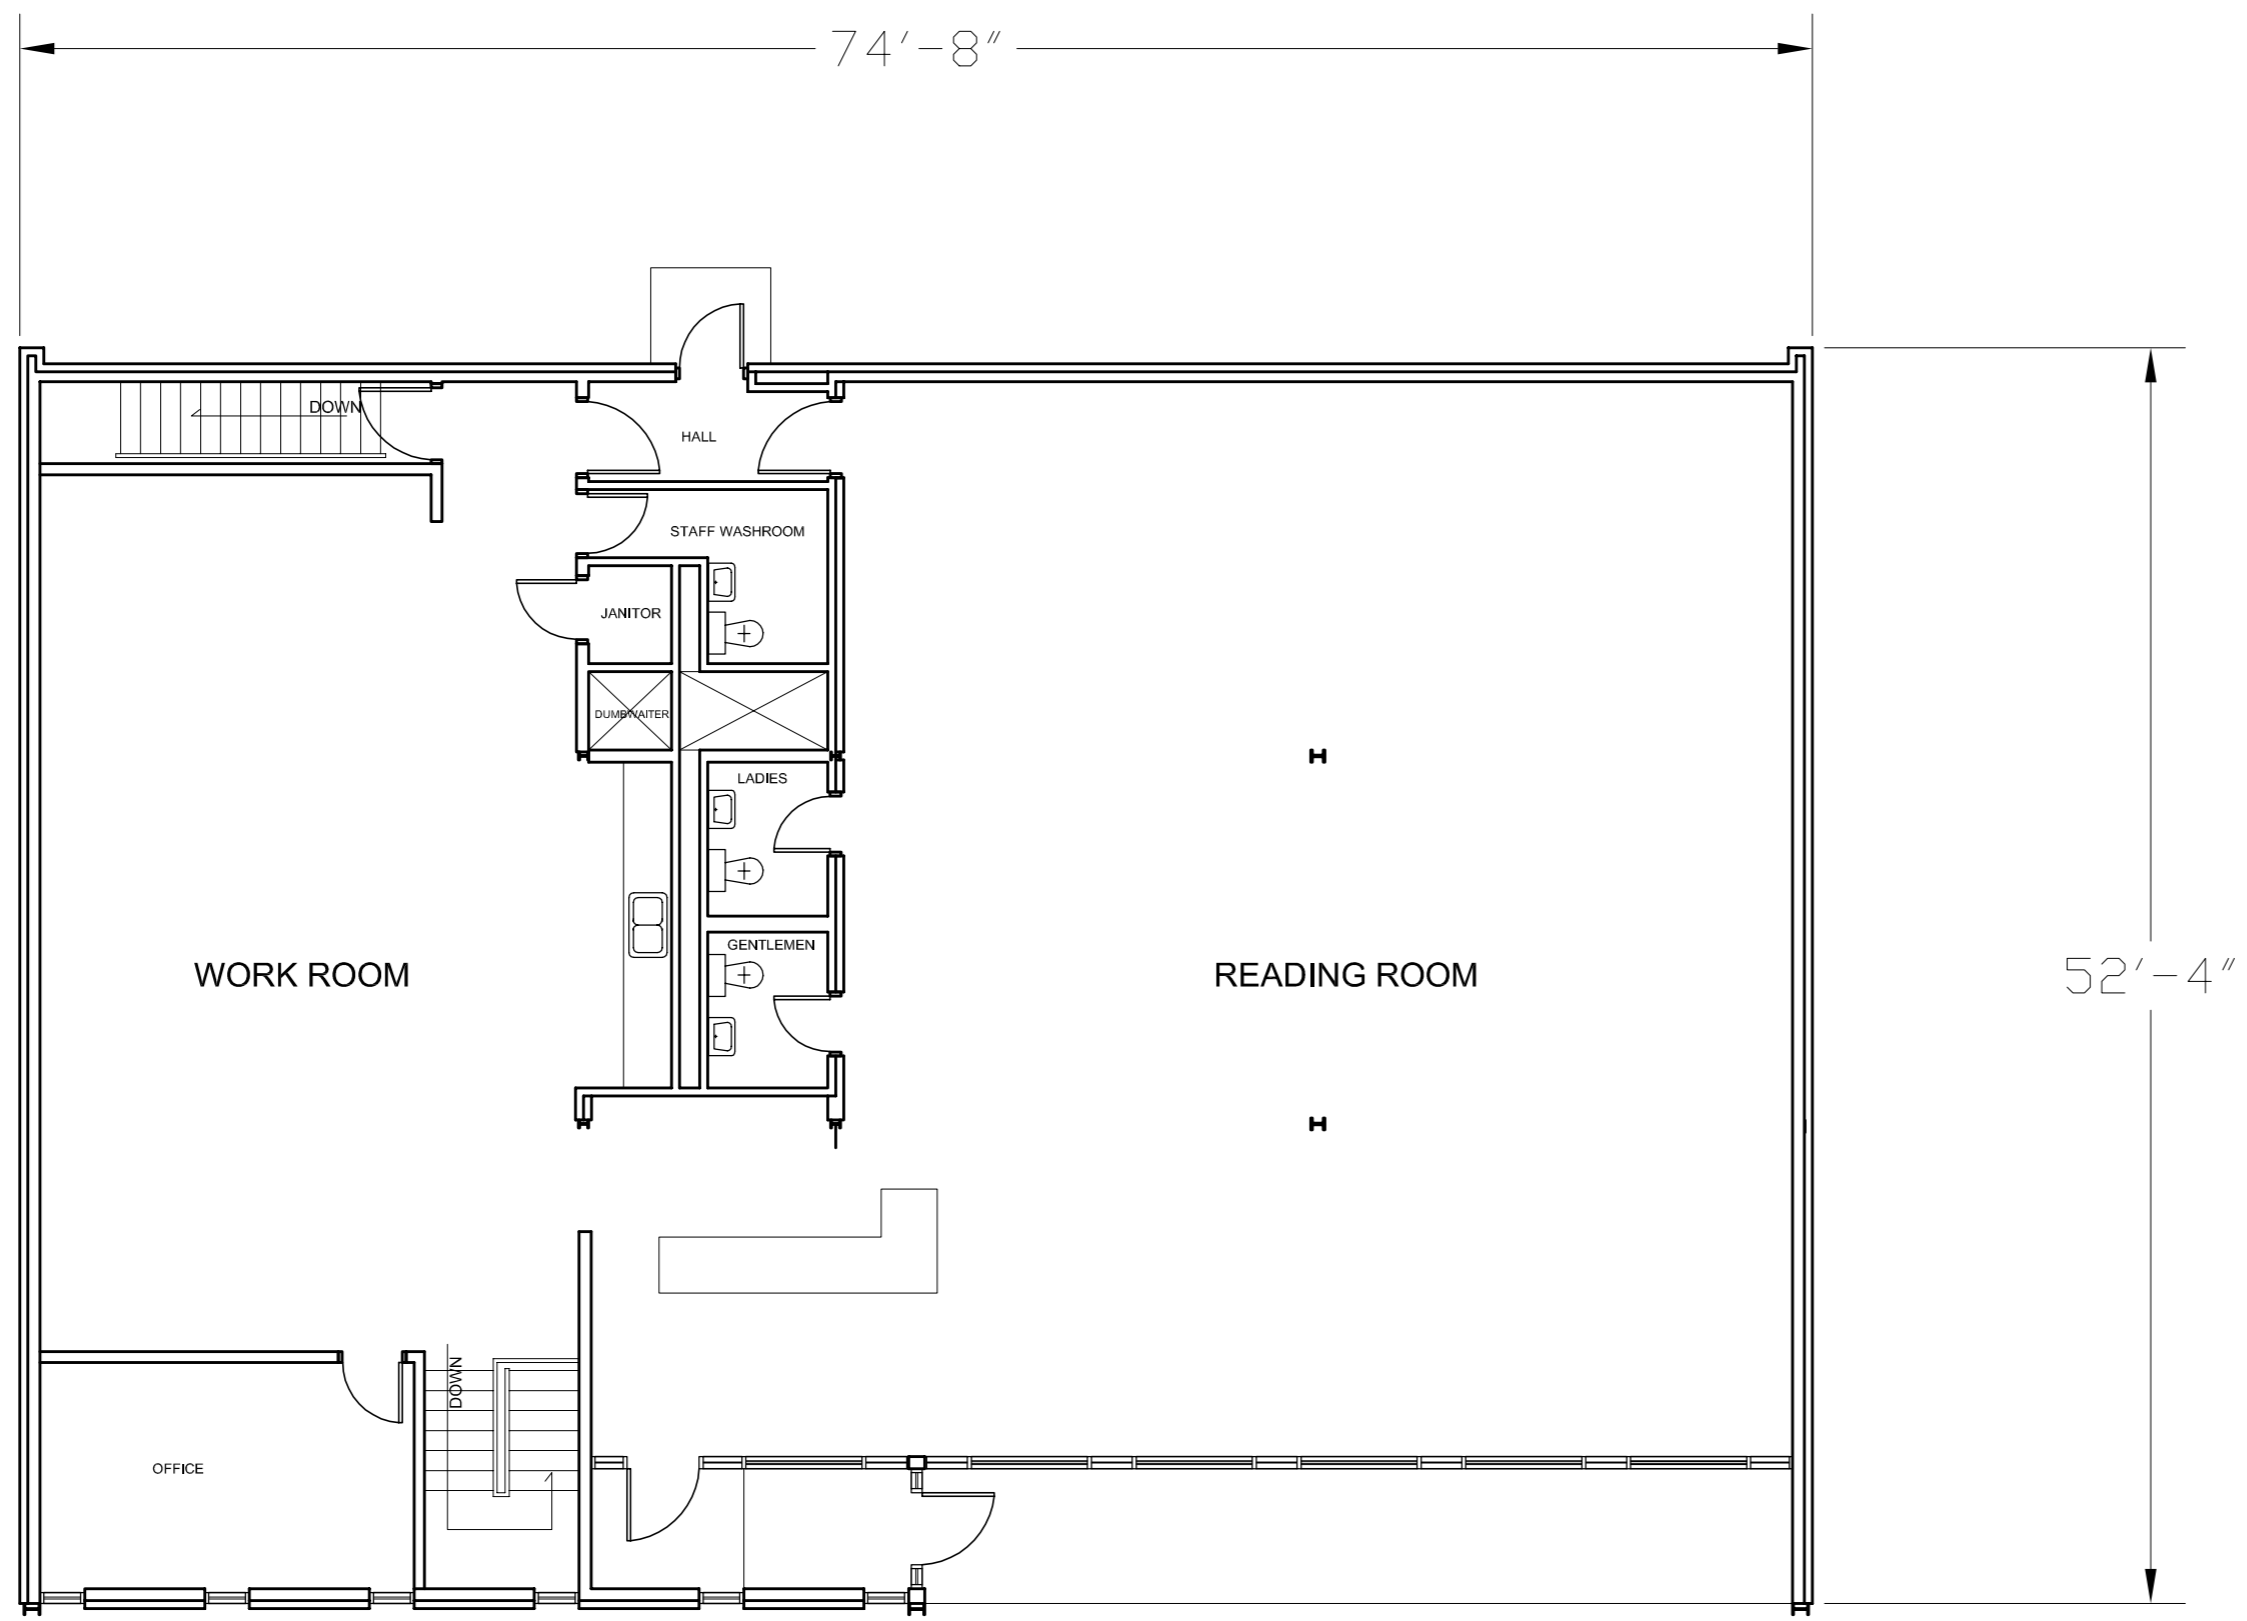 74'-8"
DOWN
HALL
STAFF WASHROOM
JANITOR
DUMBWAITER
LADIES
GENTLEMEN
WORK ROOM
READING ROOM
52'-4"
DOWN
OFFICE